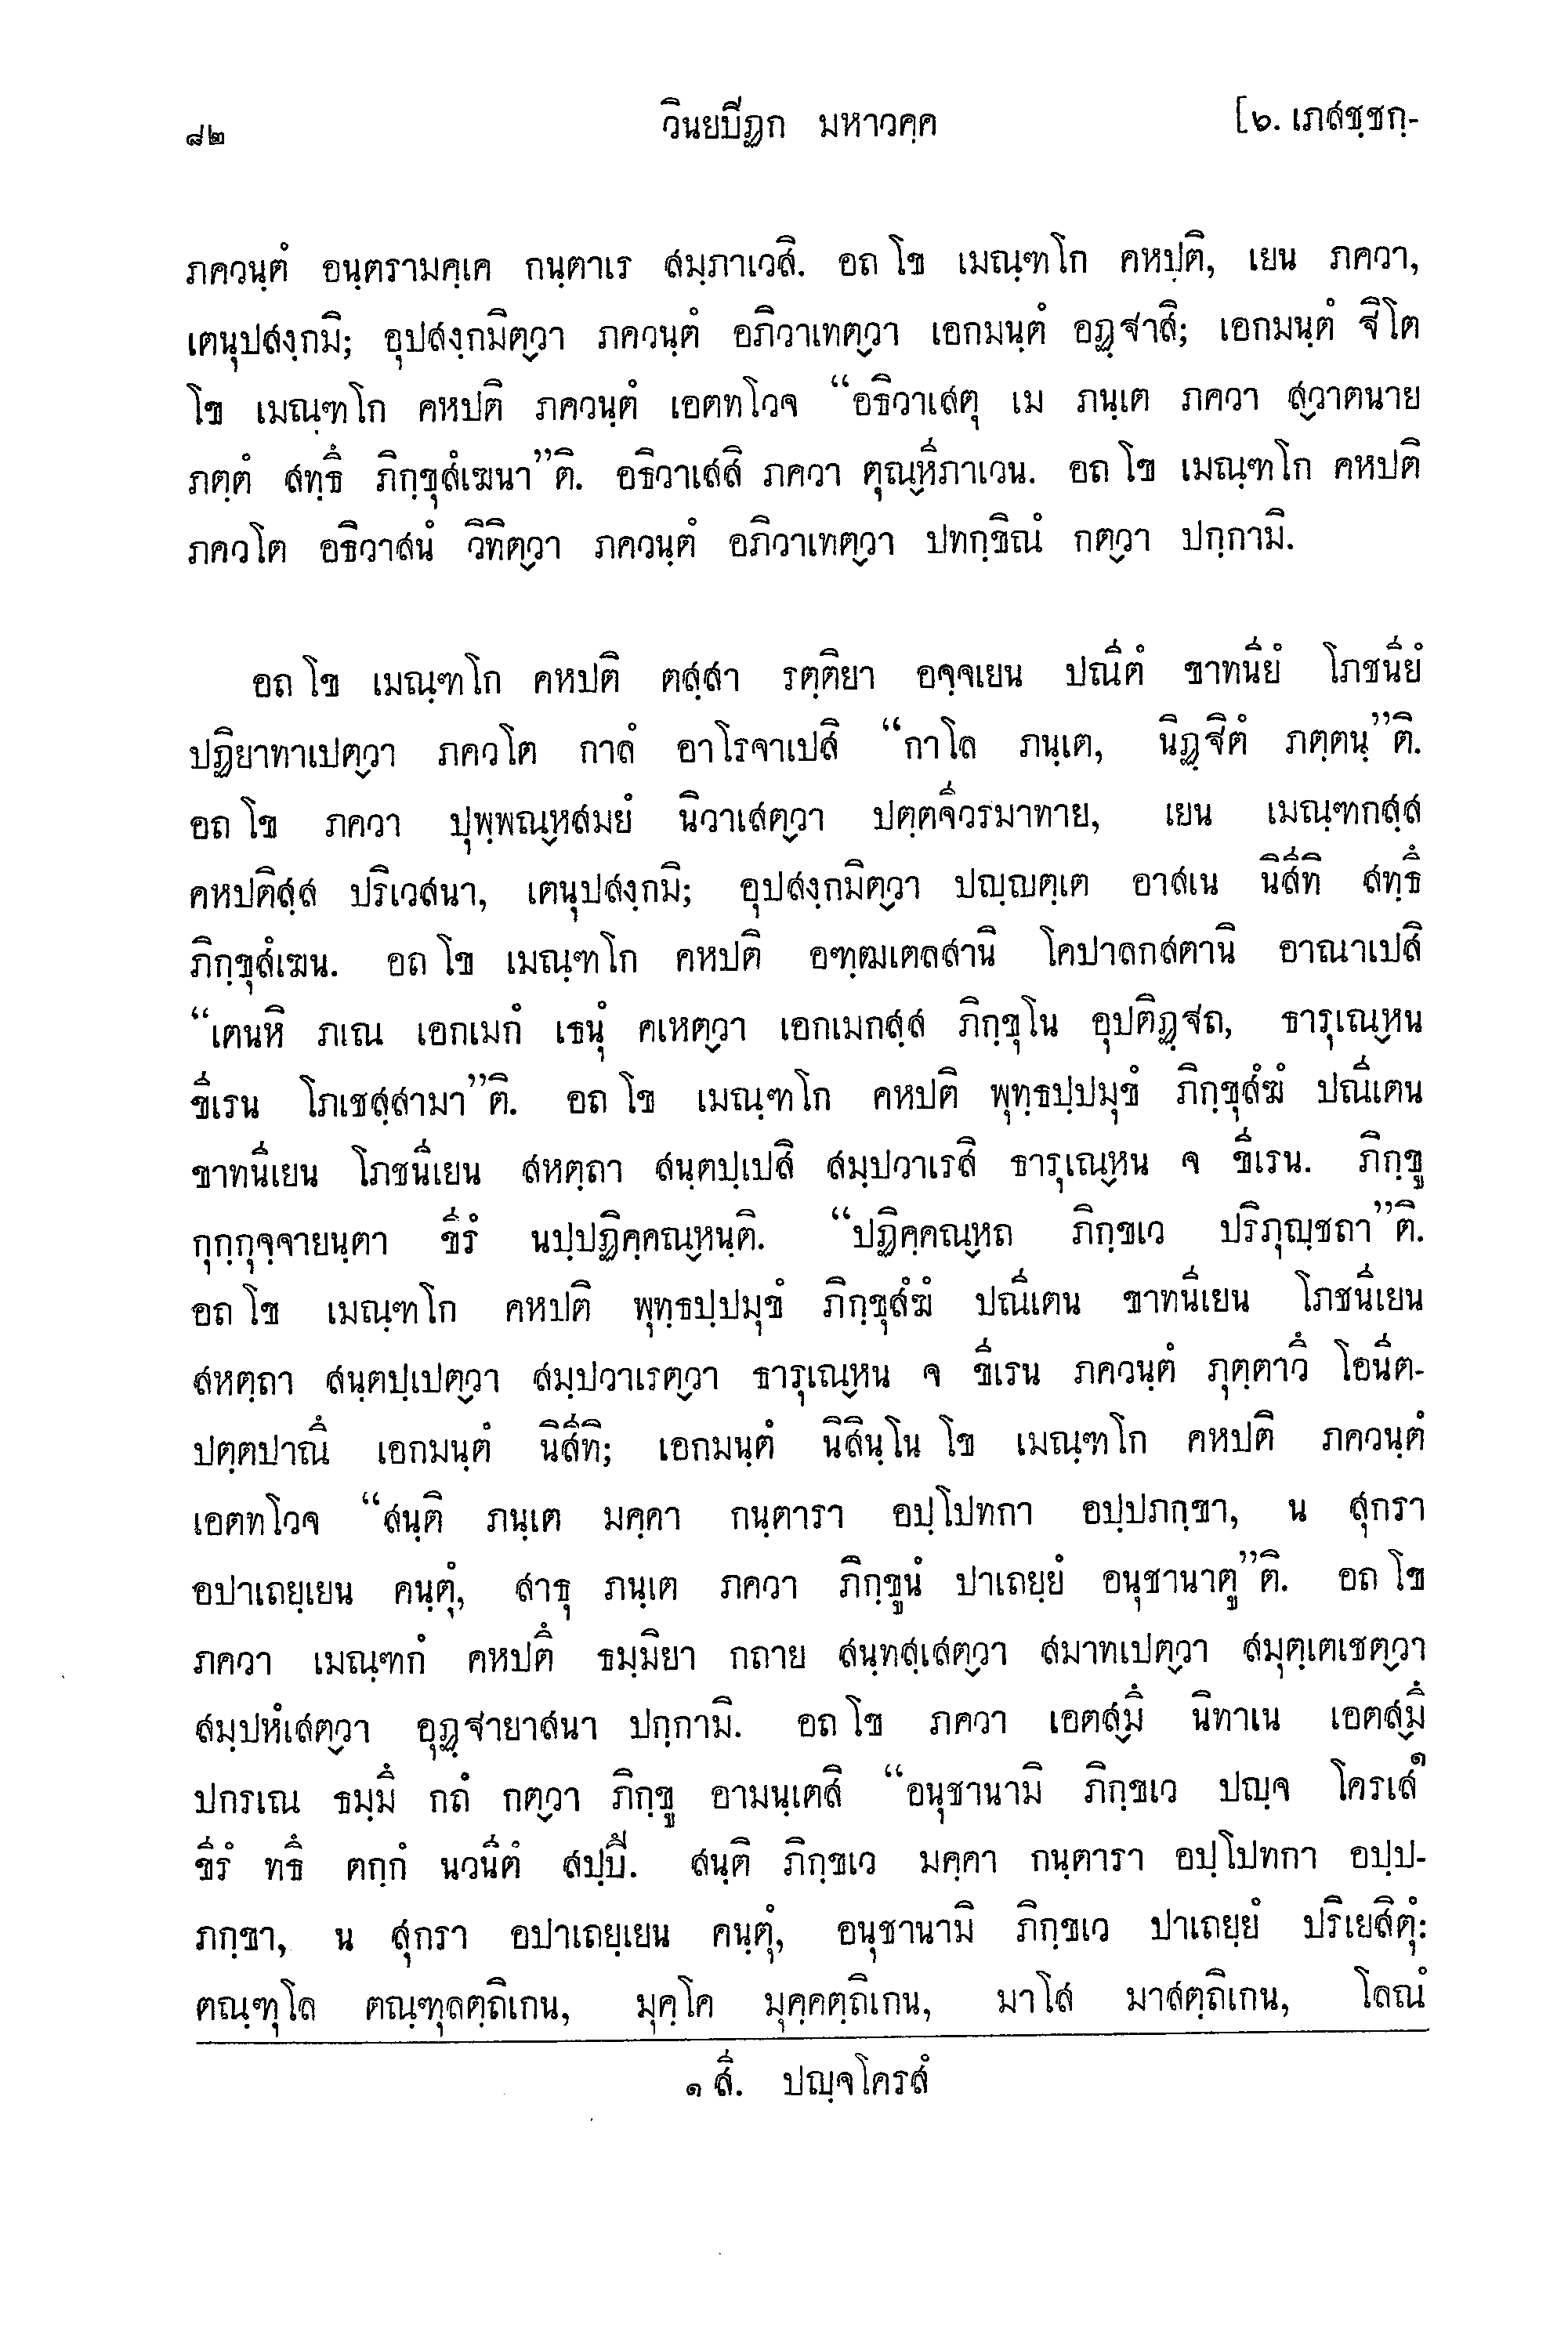 ๘๒ วินยปิฏก มหาวคฺค [๖. เภสชฺชกฺ-
ภควนฺตํ อนฺตรามคฺเค กนฺตาเร สมฺภาเวสิ. อถ โข เมณฺฑโก คหปติ, เยน ภควา,
เตนุปสงฺกมิ; อุปสงฺกมิตฺวา ภควนฺตํ อภิวาเทตฺวา เอกมนฺตํ อฏฺฐาสิ; เอกมนฺตํ ฐิโต
โข เมณฺฑโก คหปติ ภควนฺตํ เอตทโวจ “อธิวาเสตุ เม ภนฺเต ภควา สฺวาตนาย
ภตฺตํ สทฺธึ ภิกฺขุสํเฆนา”ติ. อธิวาเสสิ ภควา ตุณฺหีภาเวน. อถ โข เมณฺฑโก คหปติ
ภควโต อธิวาสนํ วิทิตฺวา ภควนฺตํ อภิวาเทตฺวา ปทกฺขิณํ กตฺวา ปกฺกามิ.
อถ โข เมณฺฑโก คหปติ ตสฺสา รตฺติยา อจฺจเยน ปณีตํ ขาทนียํ โภชนียํ
ปฏิยาทาเปตฺวา ภควโต กาลํ อาโรจาเปสิ “กาโล ภนฺเต, นิฏฺฐิตํ ภตฺตนฺ”ติ.
อถ โข ภควา ปุพฺพณฺหสมยํ นิวาเสตฺวา ปตฺตจีวรมาทาย, เยน เมณฺฑกสฺส
คหปติสฺส ปริเวสนา, เตนุปสงฺกมิ; อุปสงฺกมิตฺวา ปญฺญตฺเต อาสเน นิสีทิ สทฺธึ
ภิกฺขุสํเฆน. อถ โข เมณฺฑโก คหปติ อฑฺฒเตลสานิ โคปาลกสตานิ อาณาเปสิ
“เตนหิ ภเณ เอกเมกํ เธนุํ คเหตฺวา เอกเมกสฺส ภิกฺขุโน อุปติฏฺฐถ, ธารุเณฺหน
ขีเรน โภเชสฺสามา”ติ. อถ โข เมณฺฑโก คหปติ พุทฺธปฺปมุขํ ภิกฺขุสํฆํ ปณีเตน
ขาทนีเยน โภชนีเยน สหตฺถา สนฺตปฺเปสิ สมฺปวาเรสิ ธารุเณฺหน จ ขีเรน. ภิกฺขู
กุกฺกุจฺจายนฺตา ขีรํ นปฺปฏิคฺคณฺหนฺติ. “ปฏิคฺคณฺหถ ภิกฺขเว ปริภุญฺชถา”ติ.
อถ โข เมณฺฑโก คหปติ พุทฺธปฺปมุขํ ภิกฺขุสํฆํ ปณีเตน ขาทนีเยน โภชนีเยน
สหตฺถา สนฺตปฺเปตฺวา สมฺปวาเรตฺวา ธารุเณฺหน จ ขีเรน ภควนฺตํ ภุตฺตาวึ โอนีต-
ปตฺตปาณึ เอกมนฺตํ นิสีทิ; เอกมนฺตํ นิสินฺโน โข เมณฺฑโก คหปติ ภควนฺตํ
เอตทโวจ “สนฺติ ภนฺเต มคฺคา กนฺตารา อปฺโปทกา อปฺปภกฺขา, น สุกรา
อปาเถยฺเยน คนฺตุํ, สาธุ ภนฺเต ภควา ภิกฺขูนํ ปาเถยฺยํ อนุชานาตู”ติ. อถ โข
ภควา เมณฺฑกํ คหปตึ ธมฺมิยา กถาย สนฺทสฺเสตฺวา สมาทเปตฺวา สมุตฺเตเชตฺวา
สมฺปหํเสตฺวา อุฏฺฐายาสนา ปกฺกามิ. อถ โข ภควา เอตสฺมึ นิทาเน เอตสฺมึ
ปกรเณ ธมฺมึ กถํ กตฺวา ภิกฺขู อามนฺเตสิ “อนุชานามิ ภิกฺขเว ปญฺจ โครเส๑
ขีรํ ทธึ ตกฺกํ นวนีตํ สปฺปึ. สนฺติ ภิกฺขเว มคฺคา กนฺตารา อปฺโปทกา อปฺป-
ภกฺขา, น สุกรา อปาเถยฺเยน คนฺตุํ, อนุชานามิ ภิกฺขเว ปาเถยฺยํ ปริเยสิตุํ:
ตณฺฑุโล ตณฺฑุลตฺถิเกน, มุคฺโค มุคฺคตฺถิเกน, มาโส มาสตฺถิเกน, โลณํ
๑ สี. ปญฺจโครสํ